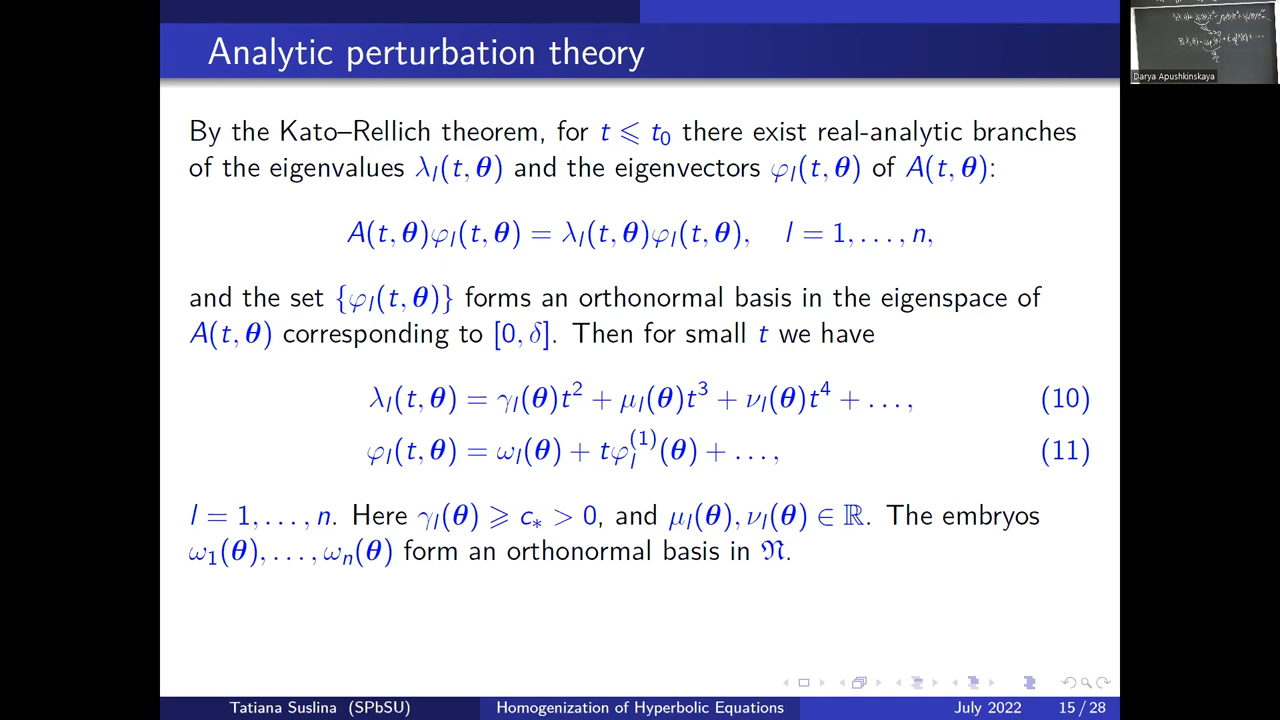 Analytic perturbation theory
Darya Apushkinskaya
By the Kato–Rellich theorem, for t ⩽ t₀ there exist real-analytic branches
of the eigenvalues λ_l(t, θ) and the eigenvectors φ_l(t, θ) of A(t, θ):
A(t, θ)φ_l(t, θ) = λ_l(t, θ)φ_l(t, θ), l = 1, . . . , n,
and the set {φ_l(t, θ)} forms an orthonormal basis in the eigenspace of
A(t, θ) corresponding to [0, δ]. Then for small t we have
λ_l(t, θ) = γ_l(θ)t² + μ_l(θ)t³ + ν_l(θ)t⁴ + . . . , (10)
φ_l(t, θ) = ω_l(θ) + tφ_l^(1)(θ) + . . . , (11)
l = 1, . . . , n. Here γ_l(θ) ⩾ c_* > 0, and μ_l(θ), ν_l(θ) ∈ ℝ. The embryos
ω₁(θ), . . . , ω_n(θ) form an orthonormal basis in 𝔑.
Tatiana Suslina (SPbSU) Homogenization of Hyperbolic Equations July 2022 15 / 28